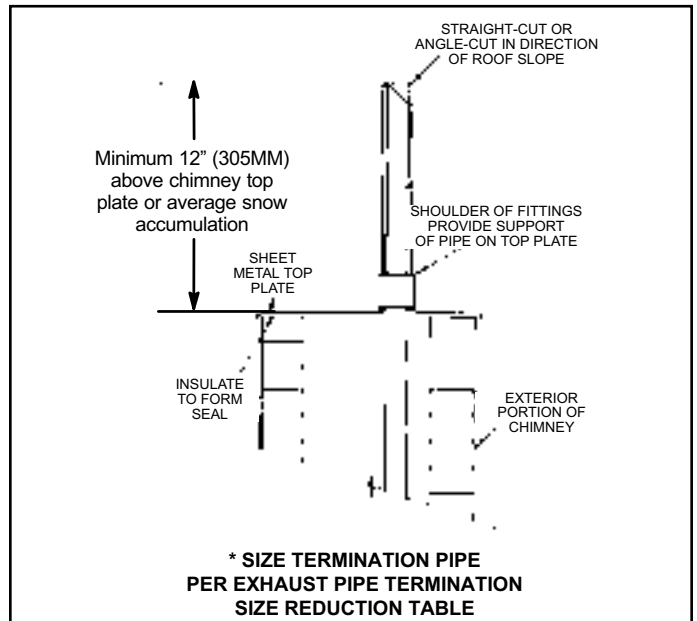 STRAIGHT-CUT OR
ANGLE-CUT IN DIRECTION
OF ROOF SLOPE
Minimum 12” (305MM)
above chimney top
plate or average snow
accumulation
SHOULDER OF FITTINGS
PROVIDE SUPPORT
OF PIPE ON TOP PLATE
SHEET
METAL TOP
PLATE
INSULATE
TO FORM
SEAL
EXTERIOR
PORTION OF
CHIMNEY
* SIZE TERMINATION PIPE
PER EXHAUST PIPE TERMINATION
SIZE REDUCTION TABLE